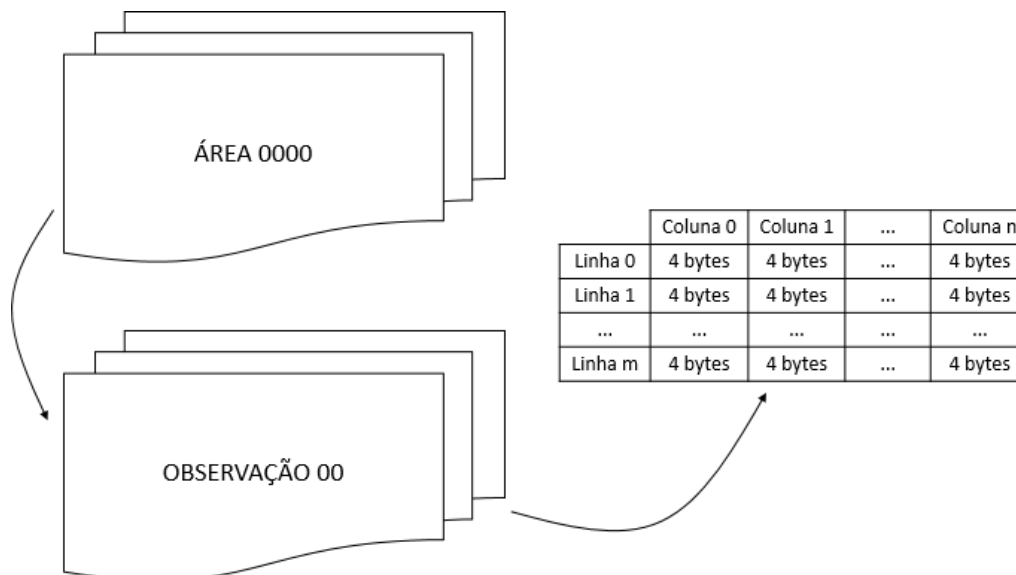 ÁREA 0000
OBSERVAÇÃO 00
Coluna 0 Coluna 1 ... Coluna n
Linha 0 4 bytes 4 bytes ... 4 bytes
Linha 1 4 bytes 4 bytes ... 4 bytes
... ... ... ... ...
Linha m 4 bytes 4 bytes ... 4 bytes